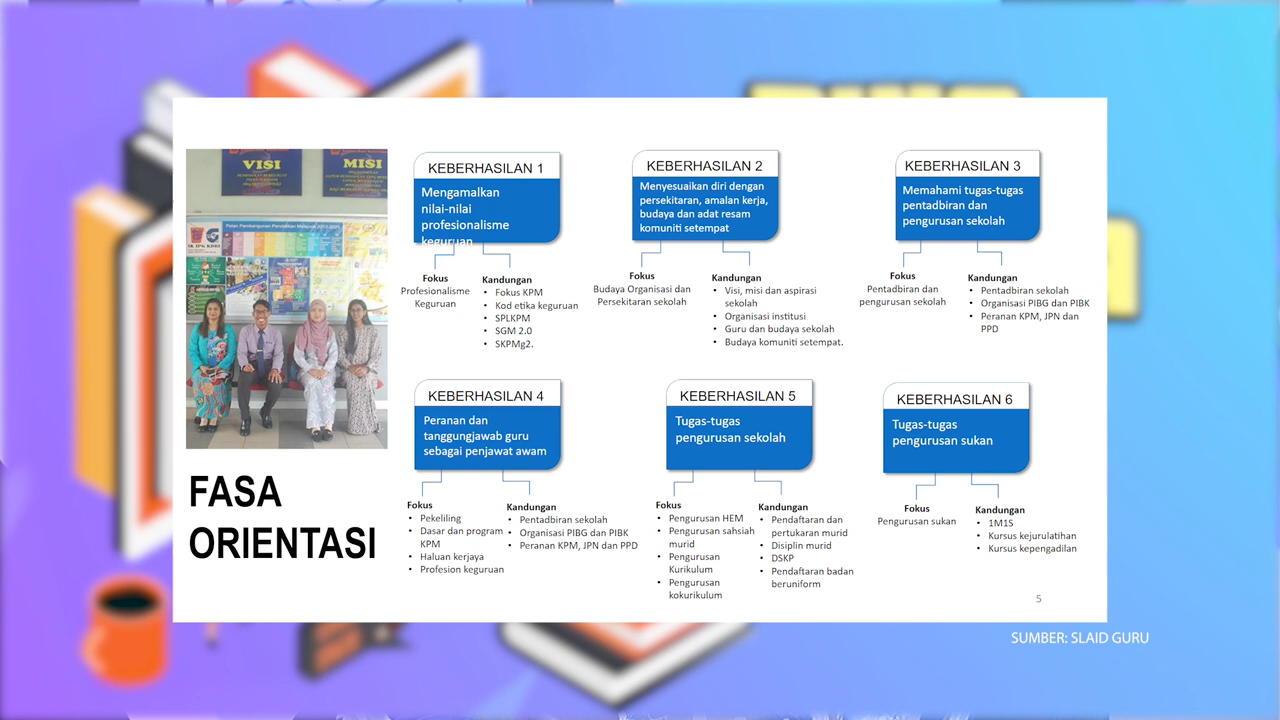 VISI
MISI
Pelan Pembangunan Pendidikan Malaysia 2013-2025
FASA
ORIENTASI
KEBERHASILAN 1
Mengamalkan
nilai-nilai
profesionalisme
keguruan
Fokus
Profesionalisme
Keguruan
Kandungan
• Fokus KPM
• Kod etika keguruan
• SPLKPM
• SGM 2.0
• SKPMg2.
KEBERHASILAN 2
Menyesuaikan diri dengan
persekitaran, amalan kerja,
budaya dan adat resam
komuniti setempat
Fokus
Budaya Organisasi dan
Persekitaran sekolah
Kandungan
• Visi, misi dan aspirasi
sekolah
• Organisasi institusi
• Guru dan budaya sekolah
• Budaya komuniti setempat.
KEBERHASILAN 3
Memahami tugas-tugas
pentadbiran dan
pengurusan sekolah
Fokus
Pentadbiran dan
pengurusan sekolah
Kandungan
• Pentadbiran sekolah
• Organisasi PIBG dan PIBK
• Peranan KPM, JPN dan
PPD
KEBERHASILAN 4
Peranan dan
tanggungjawab guru
sebagai penjawat awam
Fokus
• Pekeliling
• Dasar dan program
KPM
• Haluan kerjaya
• Profesion keguruan
Kandungan
• Pentadbiran sekolah
• Organisasi PIBG dan PIBK
• Peranan KPM, JPN dan PPD
KEBERHASILAN 5
Tugas-tugas
pengurusan sekolah
Fokus
• Pengurusan HEM
• Pengurusan sahsiah
murid
• Pengurusan
Kurikulum
• Pengurusan
kokurikulum
Kandungan
• Pendaftaran dan
pertukaran murid
• Disiplin murid
• DSKP
• Pendaftaran badan
beruniform
KEBERHASILAN 6
Tugas-tugas
pengurusan sukan
Fokus
Pengurusan sukan
Kandungan
• 1M1S
• Kursus kejurulatihan
• Kursus kepengadilan
5
SUMBER: SLAID GURU